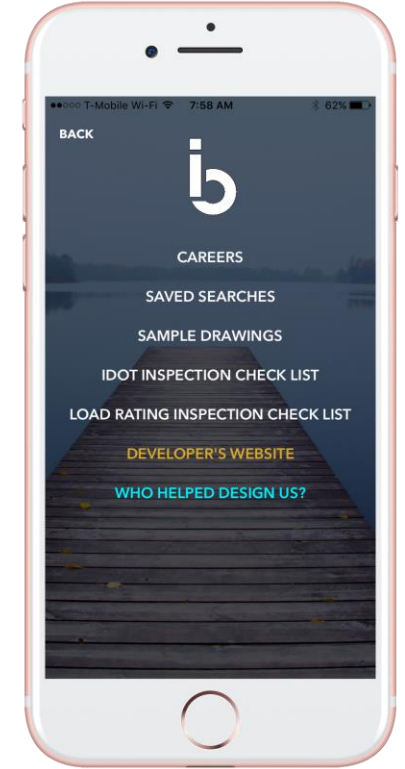 T-Mobile Wi-Fi 7:58 AM 62%
BACK
ib
CAREERS
SAVED SEARCHES
SAMPLE DRAWINGS
IDOT INSPECTION CHECK LIST
LOAD RATING INSPECTION CHECK LIST
DEVELOPER'S WEBSITE
WHO HELPED DESIGN US?